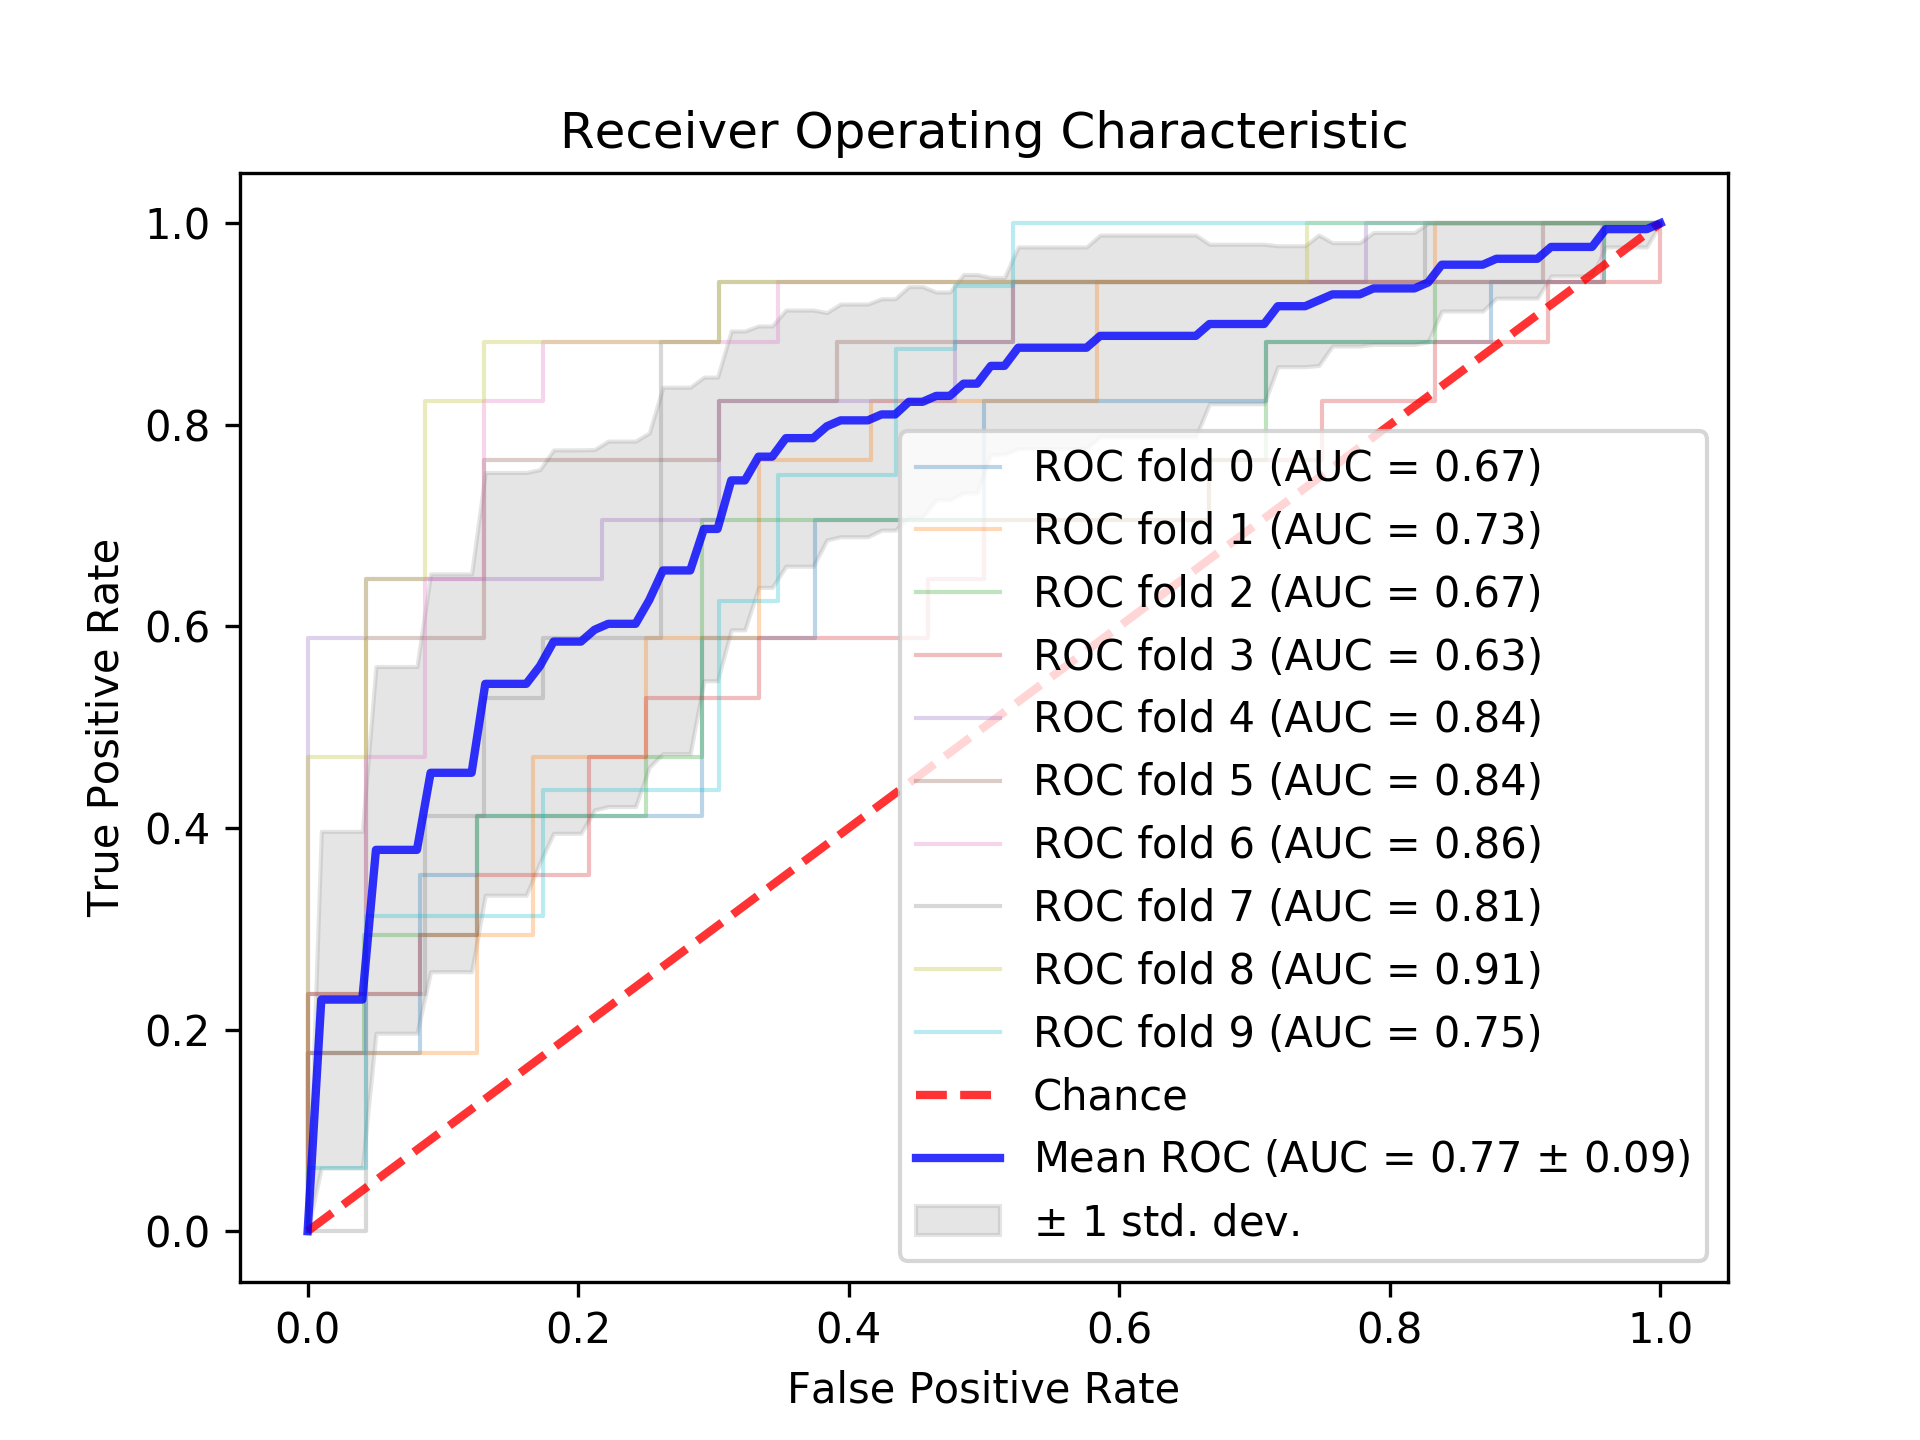 Receiver Operating Characteristic
True Positive Rate
1.0
0.8
0.6
0.4
0.2
0.0
ROC fold 0 (AUC = 0.67)
ROC fold 1 (AUC = 0.73)
ROC fold 2 (AUC = 0.67)
ROC fold 3 (AUC = 0.63)
ROC fold 4 (AUC = 0.84)
ROC fold 5 (AUC = 0.84)
ROC fold 6 (AUC = 0.86)
ROC fold 7 (AUC = 0.81)
ROC fold 8 (AUC = 0.91)
ROC fold 9 (AUC = 0.75)
Chance
Mean ROC (AUC = 0.77 ± 0.09)
± 1 std. dev.
0.0 0.2 0.4 0.6 0.8 1.0
False Positive Rate